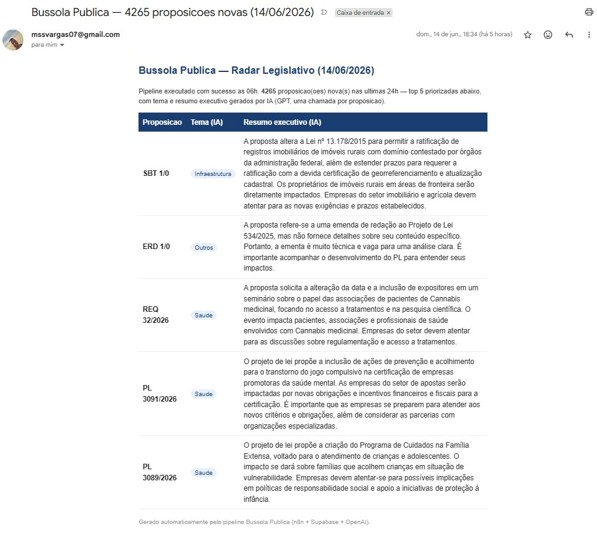 Bussola Publica — 4265 proposicoes novas (14/06/2026) Caixa de entrada ×
mssvargas07@gmail.com dom., 14 de jun., 18:34 (há 5 horas)
para mim
Bussola Publica — Radar Legislativo (14/06/2026)
Pipeline executado com sucesso as 06h. 4265 proposicao(oes) nova(s) nas ultimas 24h — top 5 priorizadas abaixo,
com tema e resumo executivo gerados por IA (GPT, uma chamada por proposicao).
Proposicao Tema (IA) Resumo executivo (IA)
SBT 1/0
Infraestrutura
A proposta altera a Lei nº 13.178/2015 para permitir a ratificação de
registros imobiliários de imóveis rurais com domínio contestado por órgãos
da administração federal, além de estender prazos para requerer a
ratificação com a devida certificação de georreferenciamento e atualização
cadastral. Os proprietários de imóveis rurais em áreas de fronteira serão
diretamente impactados. Empresas do setor imobiliário e agrícola devem
atentar para as novas exigências e prazos estabelecidos.
ERD 1/0
Outros
A proposta refere-se a uma emenda de redação ao Projeto de Lei
534/2025, mas não fornece detalhes sobre seu conteúdo específico.
Portanto, a ementa é muito técnica e vaga para uma análise clara. É
importante acompanhar o desenvolvimento do PL para entender seus
impactos.
REQ
32/2026
Saude
A proposta solicita a alteração da data e a inclusão de expositores em um
seminário sobre o papel das associações de pacientes de Cannabis
medicinal, focando no acesso a tratamentos e na pesquisa científica. O
evento impacta pacientes, associações e profissionais de saúde
envolvidos com Cannabis medicinal. Empresas do setor devem atentar
para as discussões sobre regulamentação e acesso a tratamentos.
PL
3091/2026
Saude
O projeto de lei propõe a inclusão de ações de prevenção e acolhimento
para o transtorno do jogo compulsivo na certificação de empresas
promotoras da saúde mental. As empresas do setor de apostas serão
impactadas por novas obrigações e incentivos financeiros e fiscais para a
certificação. É importante que as empresas se preparem para atender aos
novos critérios e obrigações, além de considerar as parcerias com
organizações especializadas.
PL
3089/2026
Saude
O projeto de lei propõe a criação do Programa de Cuidados na Família
Extensa, voltado para o atendimento de crianças e adolescentes. O
impacto se dará sobre famílias que acolhem crianças em situação de
vulnerabilidade. Empresas devem atentar-se para possíveis implicações
em políticas de responsabilidade social e apoio a iniciativas de proteção à
infância.
Gerado automaticamente pelo pipeline Bussola Publica (n8n + Supabase + OpenAI).